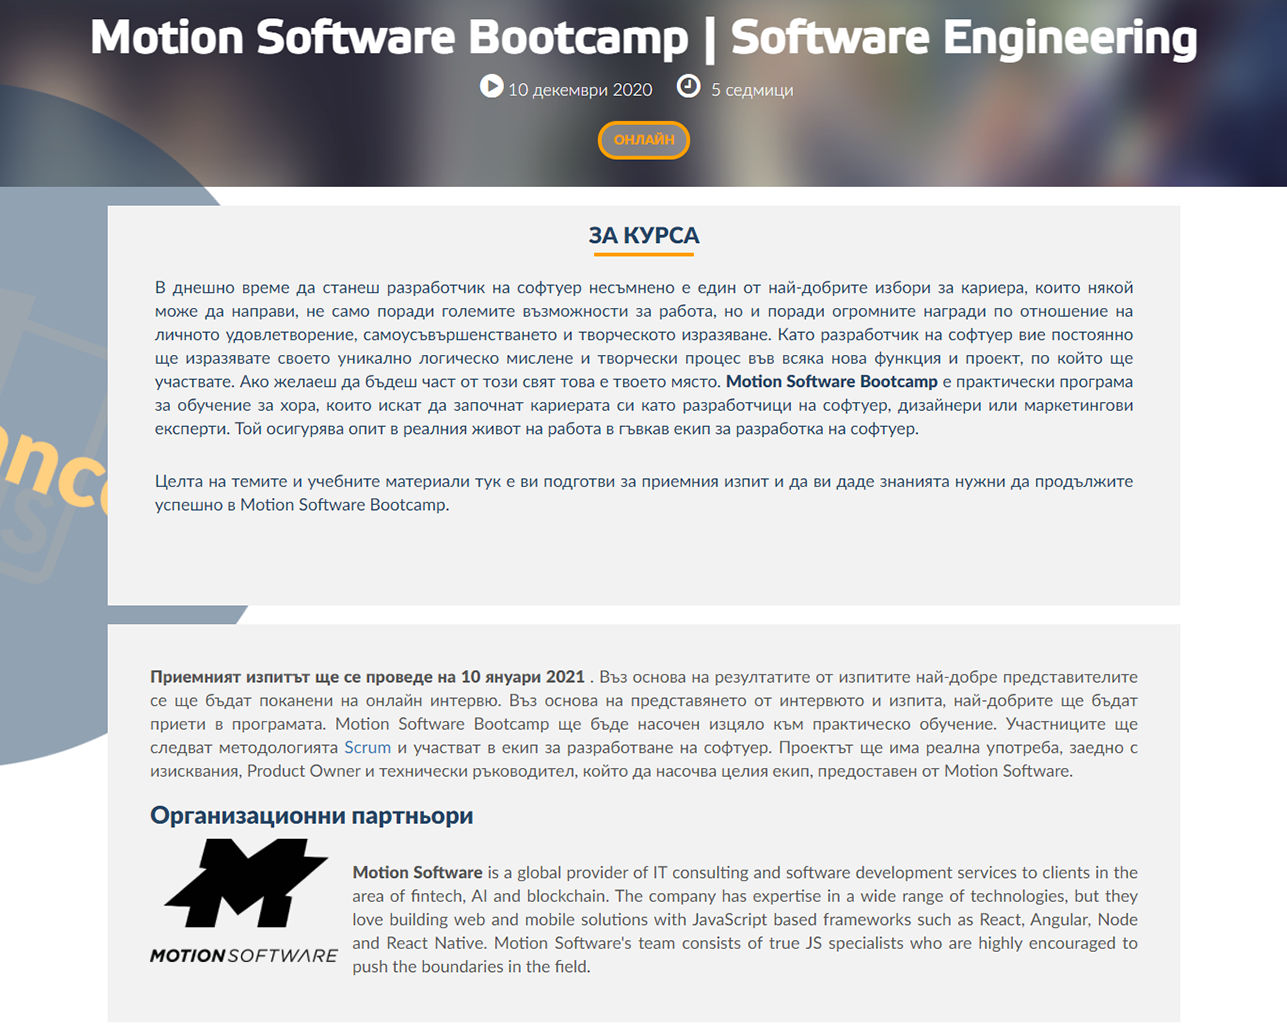 Motion Software Bootcamp | Software Engineering
10 декември 2020 5 седмици
ОНЛАЙН
ЗА КУРСА
В днешно време да станеш разработчик на софтуер несъмнено е един от най-добрите избори за кариера, които някой
може да направи, не само поради големите възможности за работа, но и поради огромните награди по отношение на
личното удовлетворение, самоусъвършенстването и творческото изразяване. Като разработчик на софтуер вие постоянно
ще изразявате своето уникално логическо мислене и творчески процес във всяка нова функция и проект, по който ще
участвате. Ако желаеш да бъдеш част от този свят това е твоето място. Motion Software Bootcamp е практически програма
за обучение за хора, които искат да започнат кариерата си като разработчици на софтуер, дизайнери или маркетингови
експерти. Той осигурява опит в реалния живот на работа в гъвкав екип за разработка на софтуер.
Целта на темите и учебните материали тук е ви подготви за приемния изпит и да ви даде знанията нужни да продължите
успешно в Motion Software Bootcamp.
Приемният изпитът ще се проведе на 10 януари 2021 . Въз основа на резултатите от изпитите най-добре представителите
се ще бъдат поканени на онлайн интервю. Въз основа на представянето от интервюто и изпита, най-добрите ще бъдат
приети в програмата. Motion Software Bootcamp ще бъде насочен изцяло към практическо обучение. Участниците ще
следват методологията Scrum и участват в екип за разработване на софтуер. Проектът ще има реална употреба, заедно с
изисквания, Product Owner и технически ръководител, който да насочва целия екип, предоставен от Motion Software.
Организационни партньори
MOTION SOFTWARE
Motion Software is a global provider of IT consulting and software development services to clients in the
area of fintech, AI and blockchain. The company has expertise in a wide range of technologies, but they
love building web and mobile solutions with JavaScript based frameworks such as React, Angular, Node
and React Native. Motion Software's team consists of true JS specialists who are highly encouraged to
push the boundaries in the field.